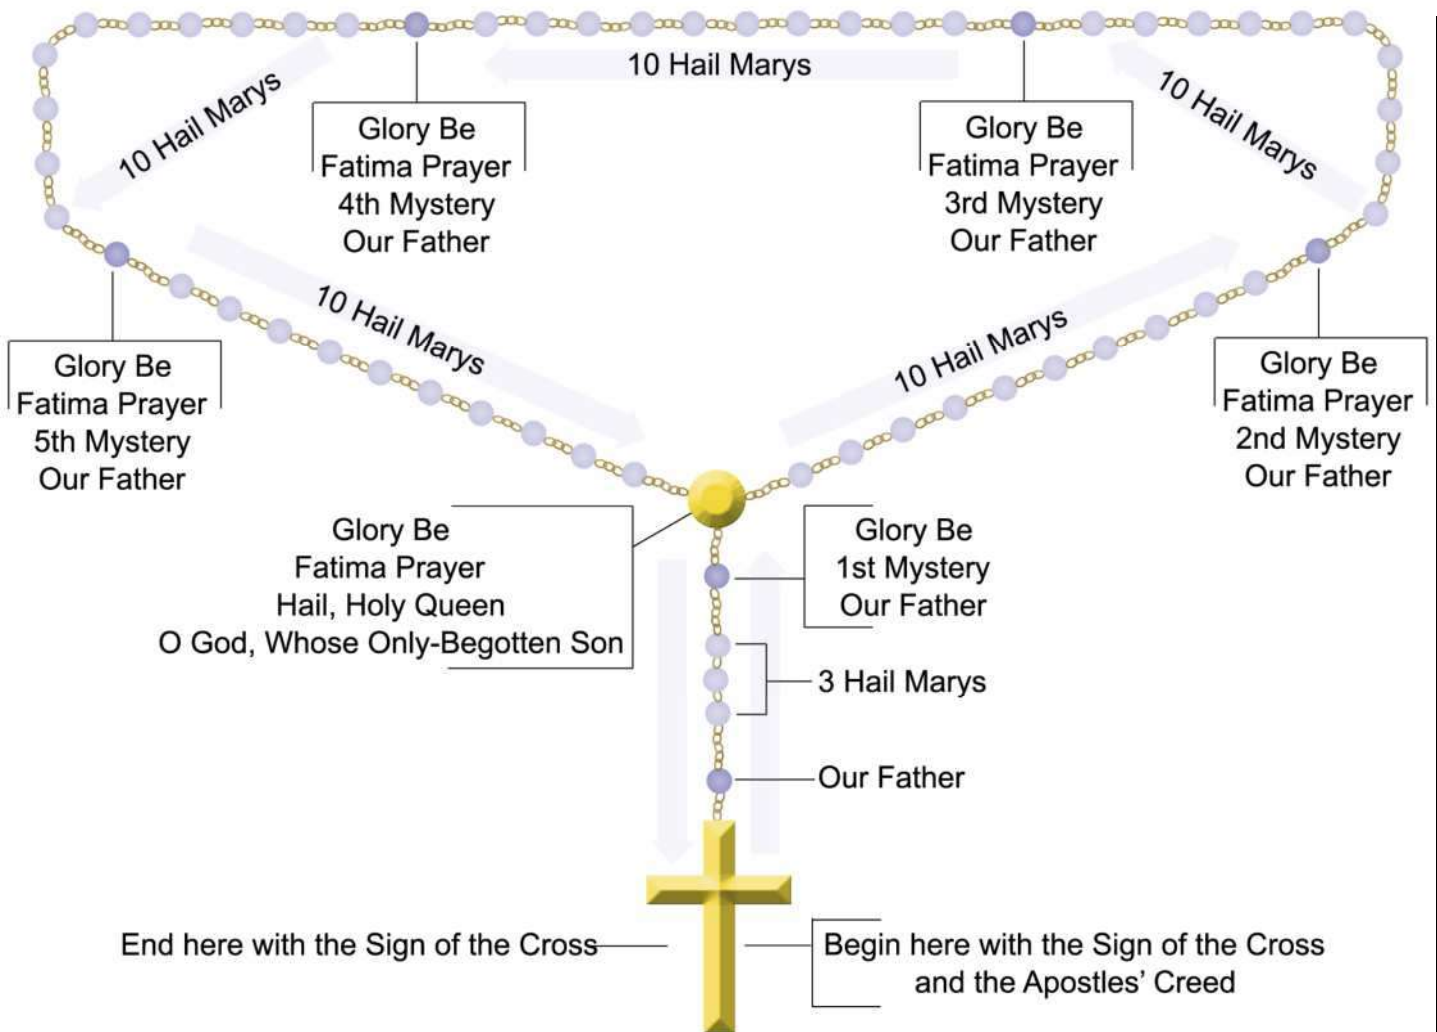 10 Hail Marys
10 Hail Marys
10 Hail Marys
Glory Be
Fatima Prayer
4th Mystery
Our Father
Glory Be
Fatima Prayer
3rd Mystery
Our Father
10 Hail Marys
10 Hail Marys
Glory Be
Fatima Prayer
5th Mystery
Our Father
Glory Be
Fatima Prayer
2nd Mystery
Our Father
Glory Be
Fatima Prayer
Hail, Holy Queen
O God, Whose Only-Begotten Son
Glory Be
1st Mystery
Our Father
3 Hail Marys
Our Father
End here with the Sign of the Cross
Begin here with the Sign of the Cross
and the Apostles’ Creed